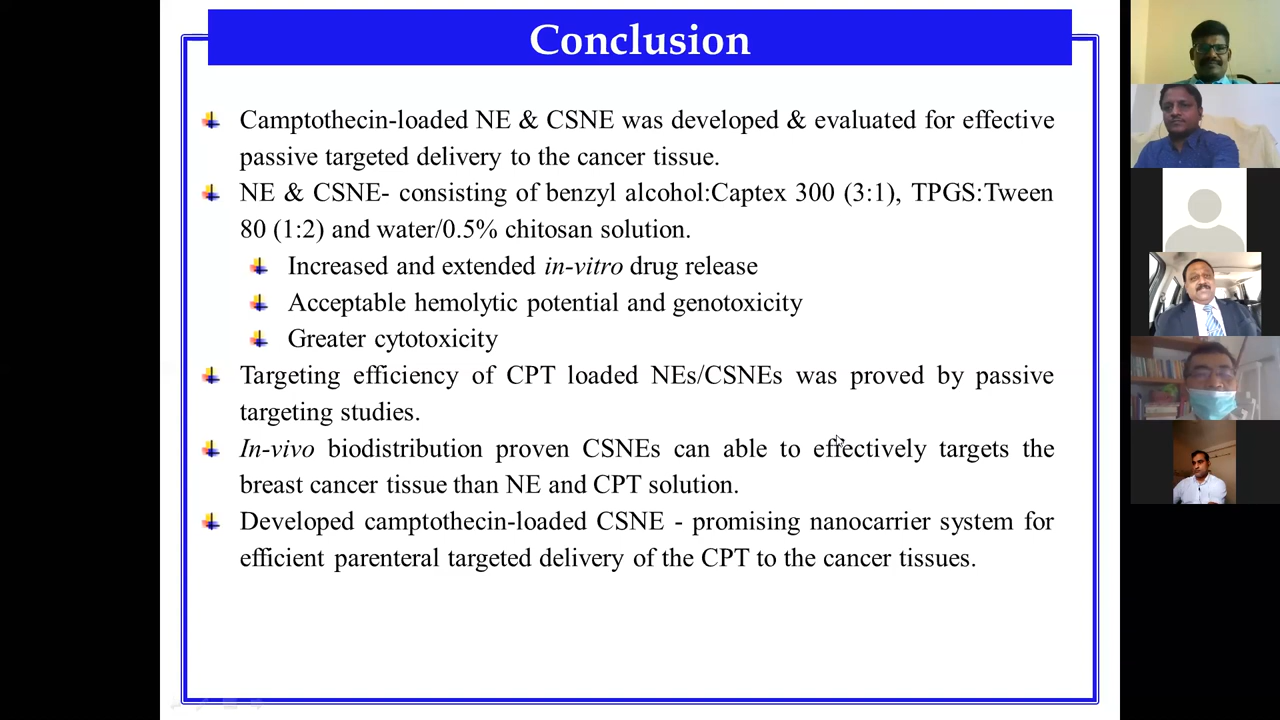 Conclusion
Camptothecin-loaded NE & CSNE was developed & evaluated for effective
passive targeted delivery to the cancer tissue.
NE & CSNE- consisting of benzyl alcohol:Captex 300 (3:1), TPGS:Tween
80 (1:2) and water/0.5% chitosan solution.
Increased and extended in-vitro drug release
Acceptable hemolytic potential and genotoxicity
Greater cytotoxicity
Targeting efficiency of CPT loaded NEs/CSNEs was proved by passive
targeting studies.
In-vivo biodistribution proven CSNEs can able to effectively targets the
breast cancer tissue than NE and CPT solution.
Developed camptothecin-loaded CSNE - promising nanocarrier system for
efficient parenteral targeted delivery of the CPT to the cancer tissues.